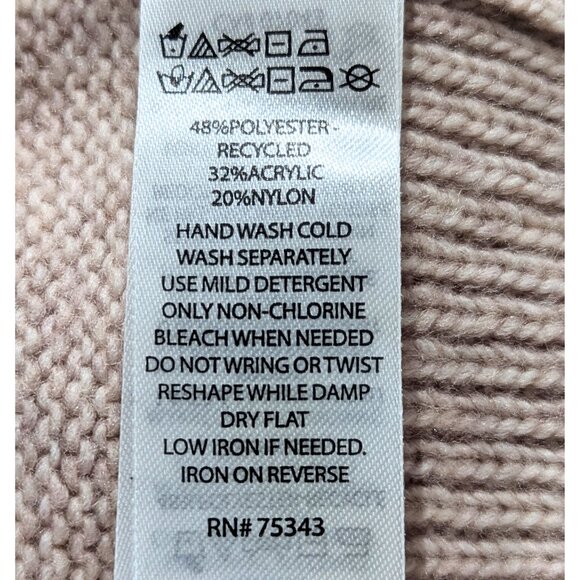 48%POLYESTER-
RECYCLED
32%ACRYLIC
20%NYLON
HAND WASH COLD
WASH SEPARATELY
USE MILD DETERGENT
ONLY NON-CHLORINE
BLEACH WHEN NEEDED
DO NOT WRING OR TWIST
RESHAPE WHILE DAMP
DRY FLAT
LOW IRON IF NEEDED.
IRON ON REVERSE
RN# 75343